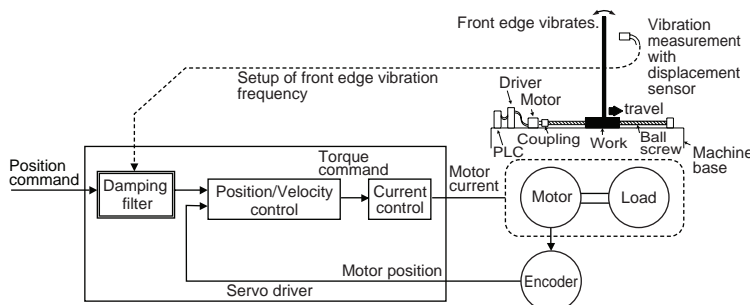 Front edge vibrates.
Vibration
measurement
with
displacement
sensor
Setup of front edge vibration
frequency
Driver
Motor
travel
Coupling
PLC
Work
Ball
screw
Machine
base
Position
command
Damping
filter
Position/Velocity
control
Torque
command
Current
control
Motor
current
Motor
Load
Motor position
Encoder
Servo driver